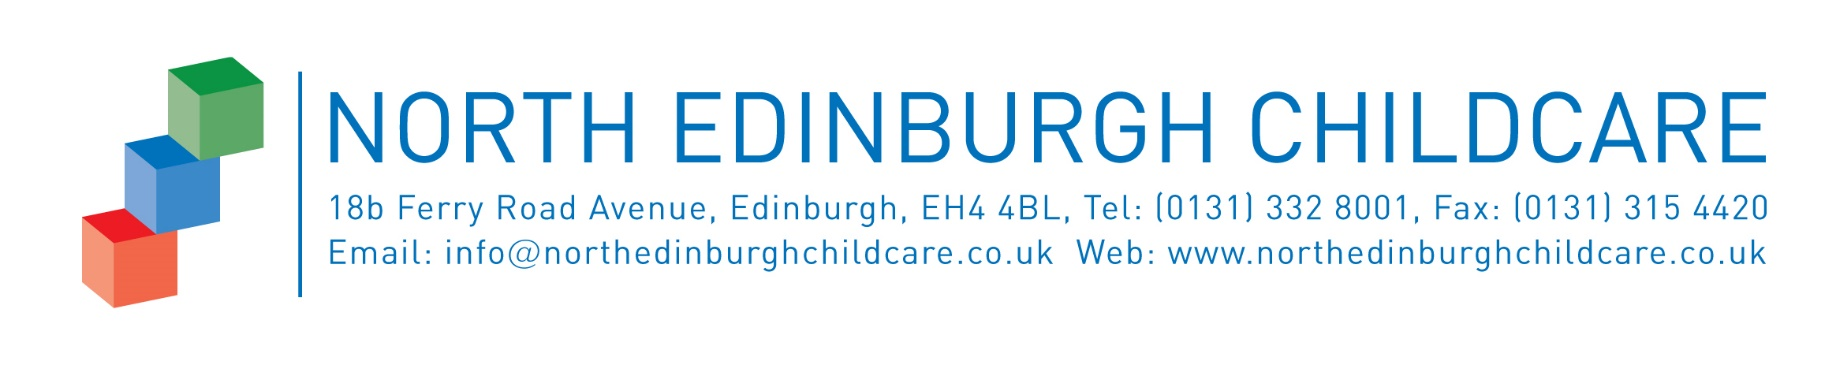 NORTH EDINBURGH CHILDCARE
18b Ferry Road Avenue, Edinburgh, EH4 4BL, Tel: (0131) 332 8001, Fax: (0131) 315 4420
Email: info@northedinburghchildcare.co.uk  Web: www.northedinburghchildcare.co.uk